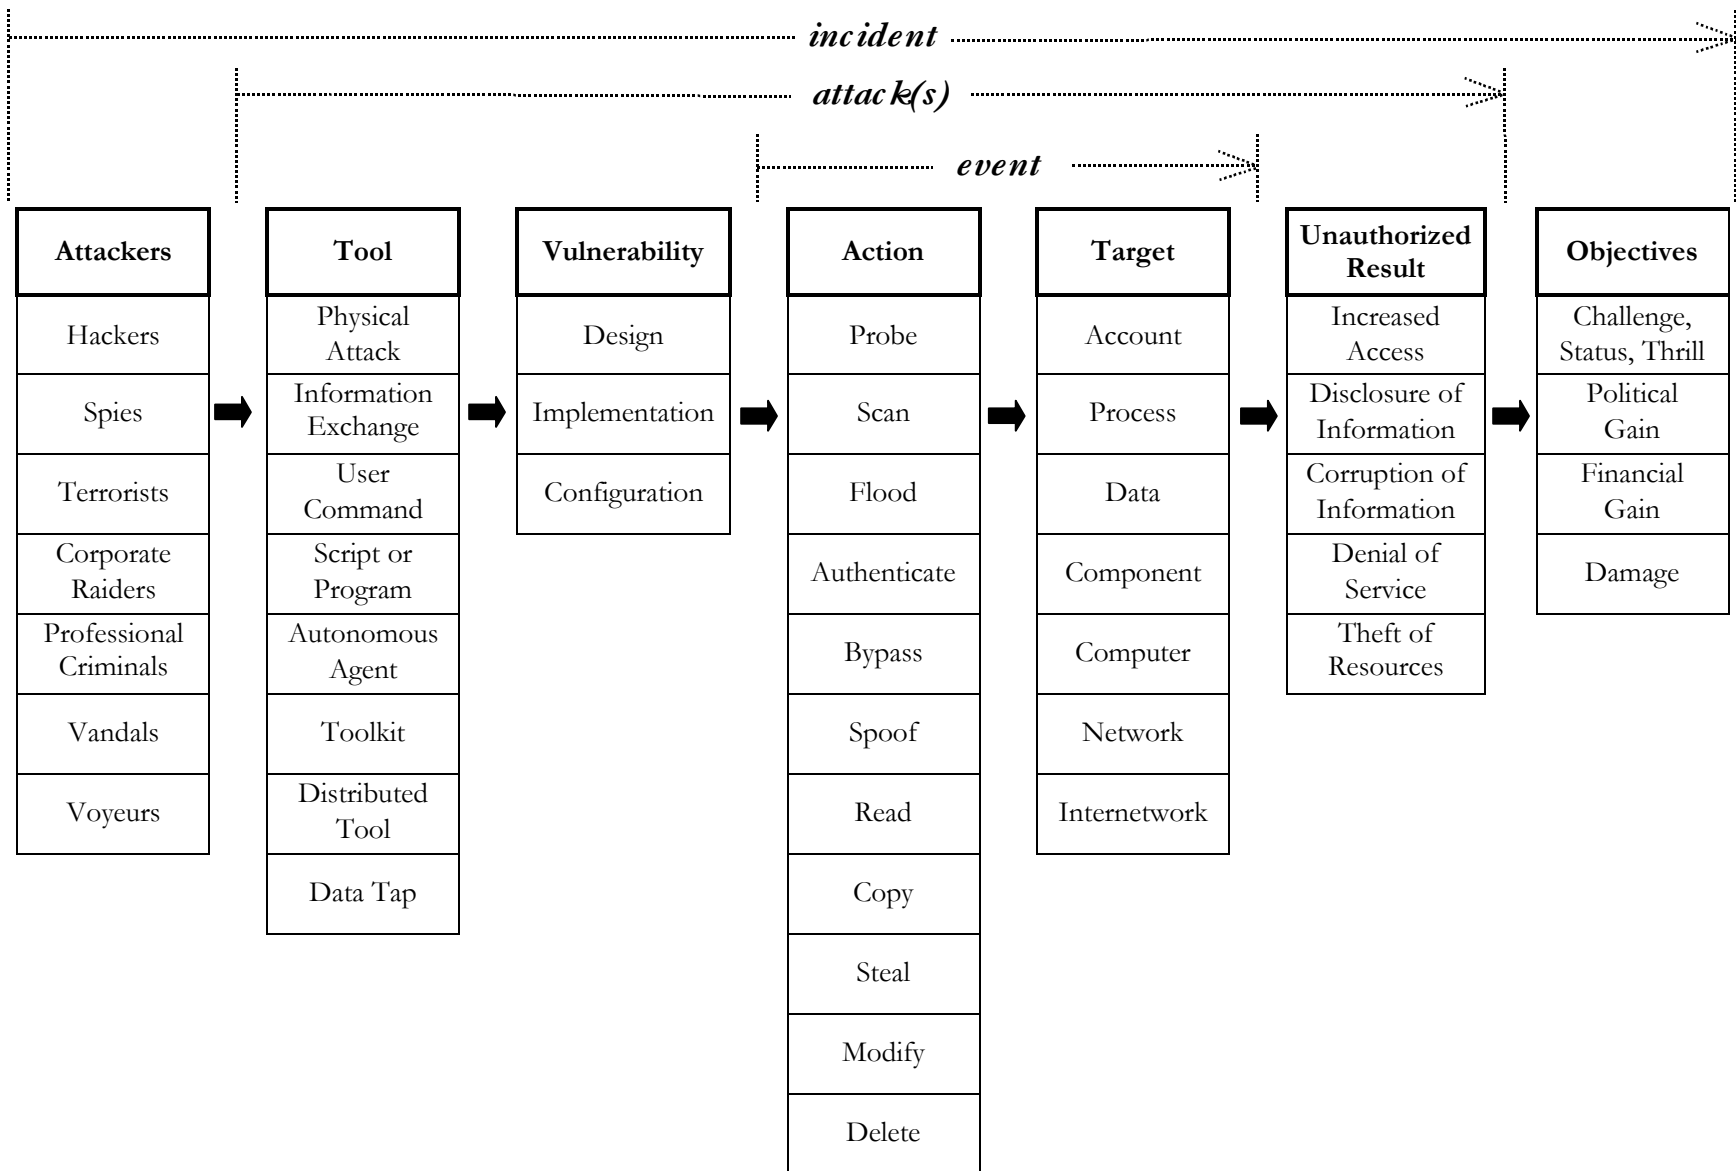 incident
attack(s)
event
Attackers
Hackers
Spies
Terrorists
Corporate
Raiders
Professional
Criminals
Vandals
Voyeurs
Tool
Physical
Attack
Information
Exchange
User
Command
Script or
Program
Autonomous
Agent
Toolkit
Distributed
Tool
Data Tap
Vulnerability
Design
Implementation
Configuration
Action
Probe
Scan
Flood
Authenticate
Bypass
Spoof
Read
Copy
Steal
Modify
Delete
Target
Account
Process
Data
Component
Computer
Network
Internetwork
Unauthorized
Result
Increased
Access
Disclosure of
Information
Corruption of
Information
Denial of
Service
Theft of
Resources
Objectives
Challenge,
Status, Thrill
Political
Gain
Financial
Gain
Damage